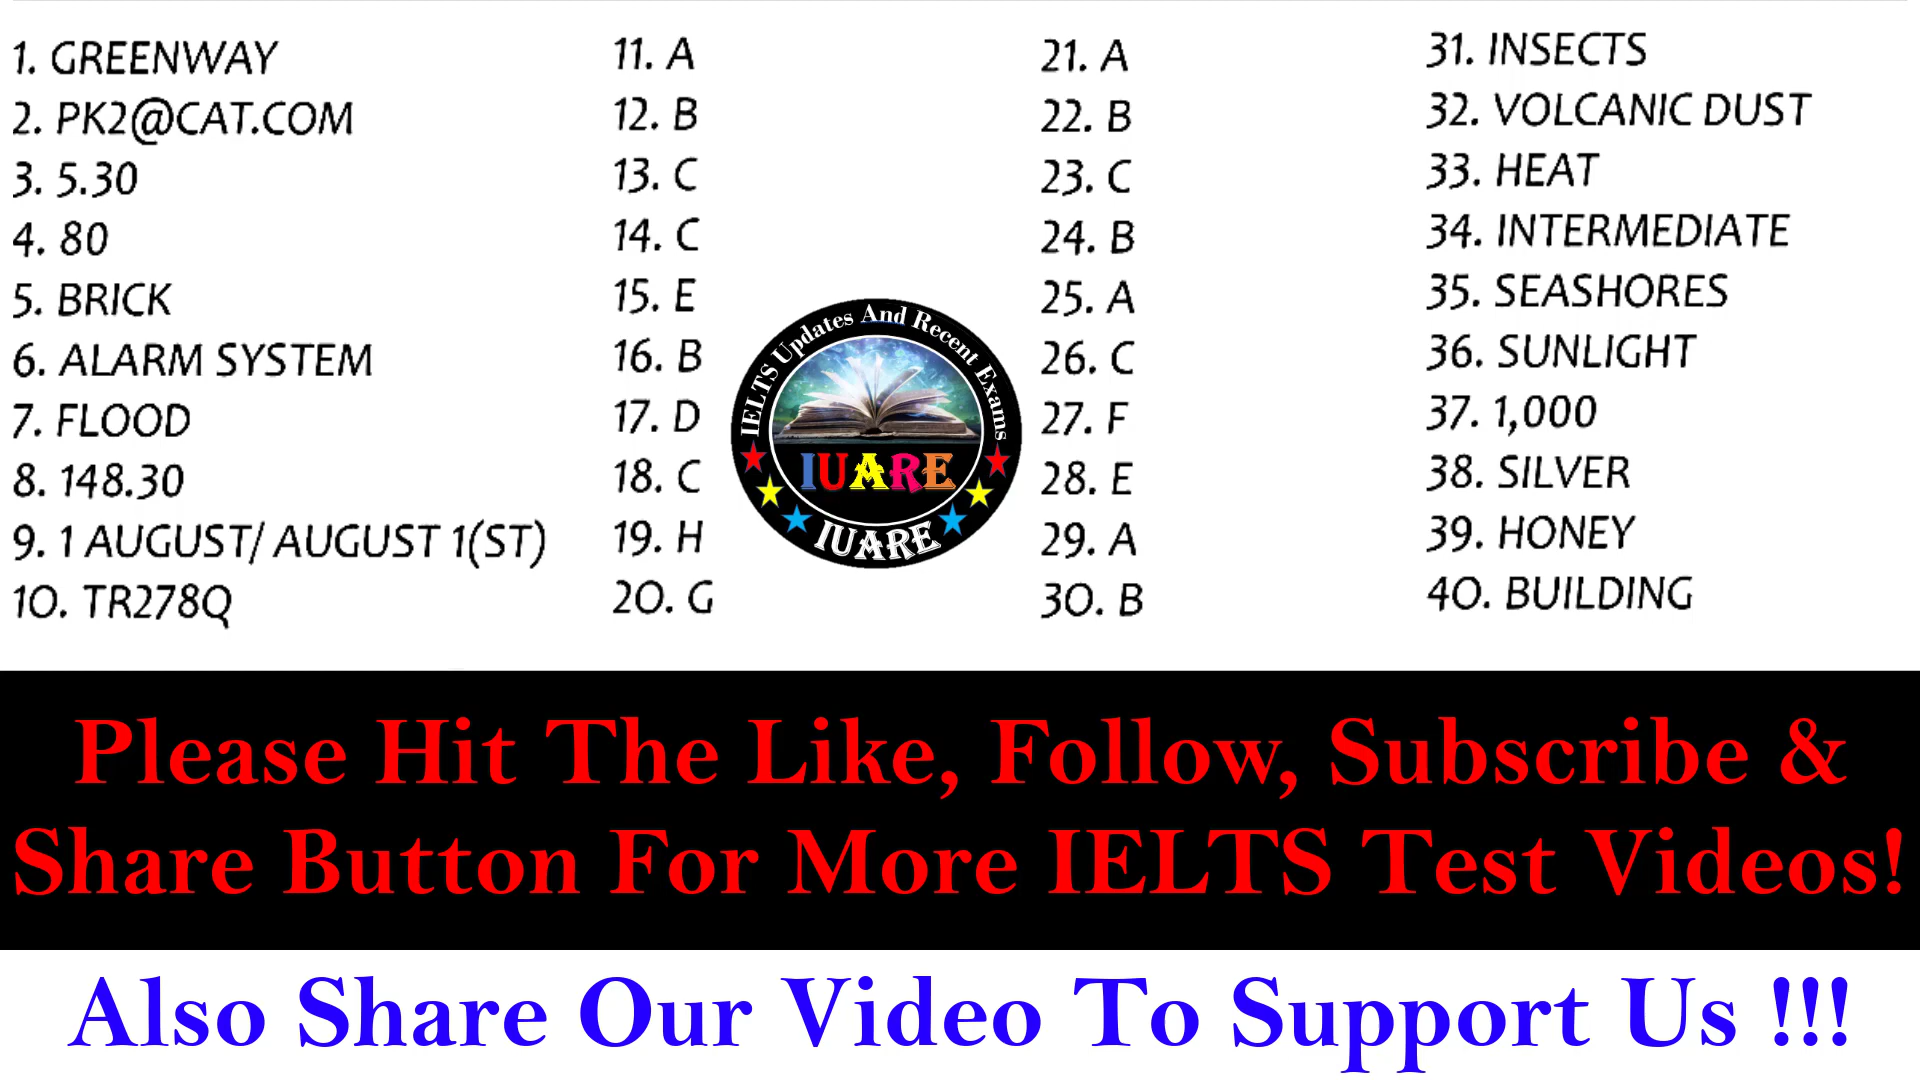 1. GREENWAY
2. PK2@CAT.COM
3. 5.30
4. 80
5. BRICK
6. ALARM SYSTEM
7. FLOOD
8. 148.30
9. 1 AUGUST/ AUGUST 1(ST)
10. TR278Q
11. A
12. B
13. C
14. C
15. E
16. B
17. D
18. C
19. H
20. G
IELTS Updates And Recent Exams
IUARE
IUARE
21. A
22. B
23. C
24. B
25. A
26. C
27. F
28. E
29. A
30. B
31. INSECTS
32. VOLCANIC DUST
33. HEAT
34. INTERMEDIATE
35. SEASHORES
36. SUNLIGHT
37. 1,000
38. SILVER
39. HONEY
40. BUILDING
Please Hit The Like, Follow, Subscribe &
Share Button For More IELTS Test Videos!
Also Share Our Video To Support Us !!!